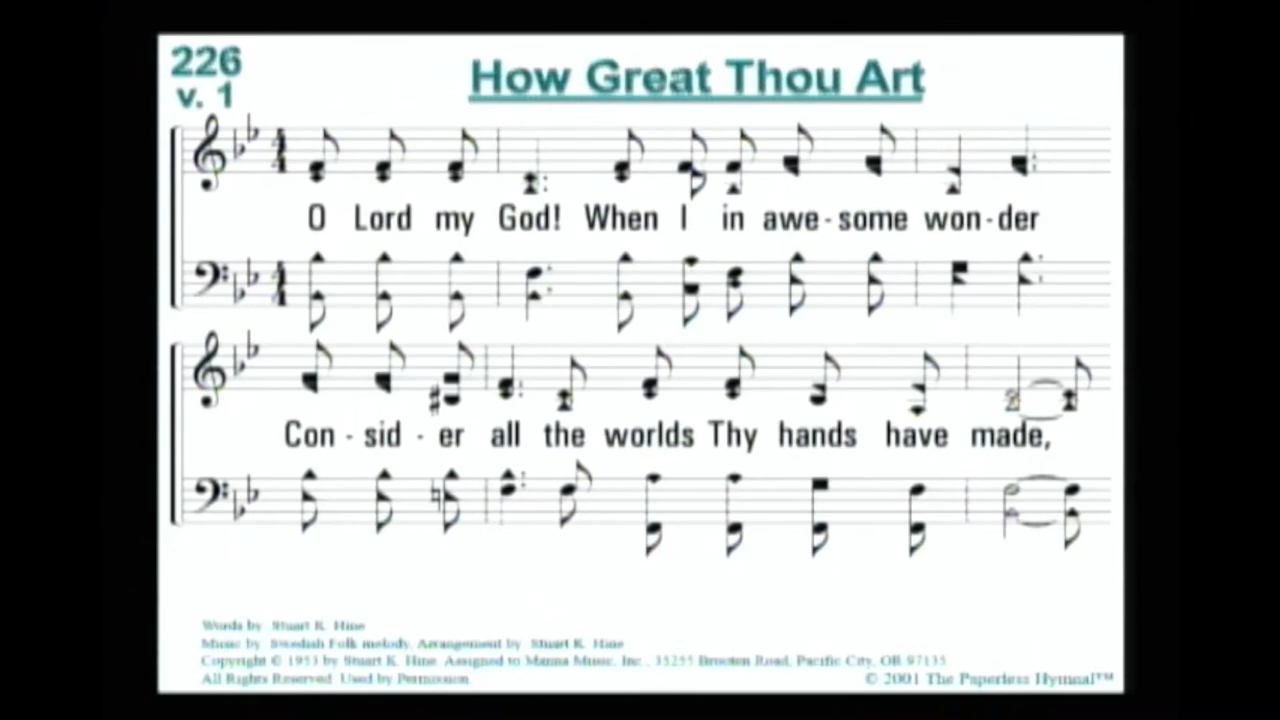 226
v. 1
How Great Thou Art
O Lord my God! When I in awe - some won - der
Con - sid - er all the worlds Thy hands have made,
Words by Stuart K. Hine
Music by Swedish Folk melody, Arrangement by Stuart K. Hine
Copyright © 1953 by Stuart K. Hine. Assigned to Manna Music, Inc., 35255 Brooten Road, Pacific City, OR 97135
All Rights Reserved. Used by Permission
© 2001 The Paperless Hymnal™